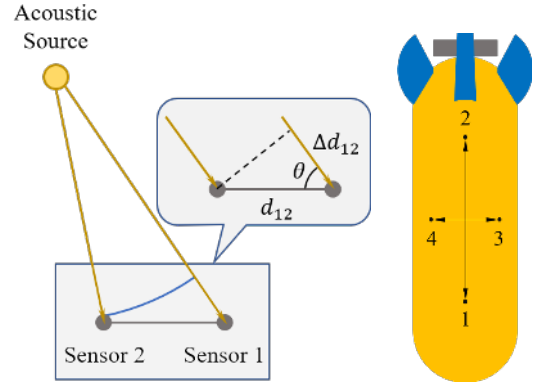 Acoustic
Source
Δd₁₂
θ
d₁₂
Sensor 2
Sensor 1
2
4
3
1